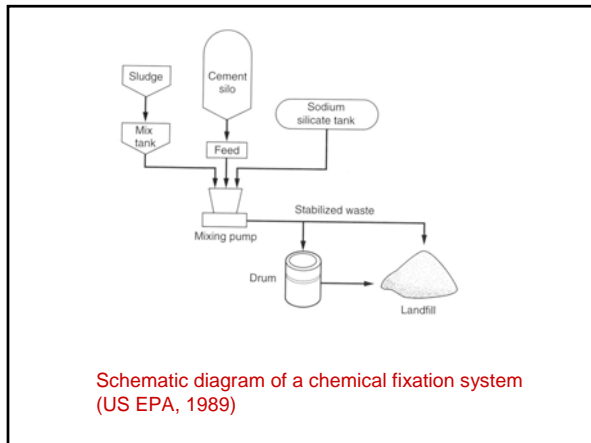 Sludge
Cement
silo
Sodium
silicate tank
Mix
tank
Feed
Stabilized waste
Mixing pump
Drum
Landfill
Schematic diagram of a chemical fixation system
(US EPA, 1989)